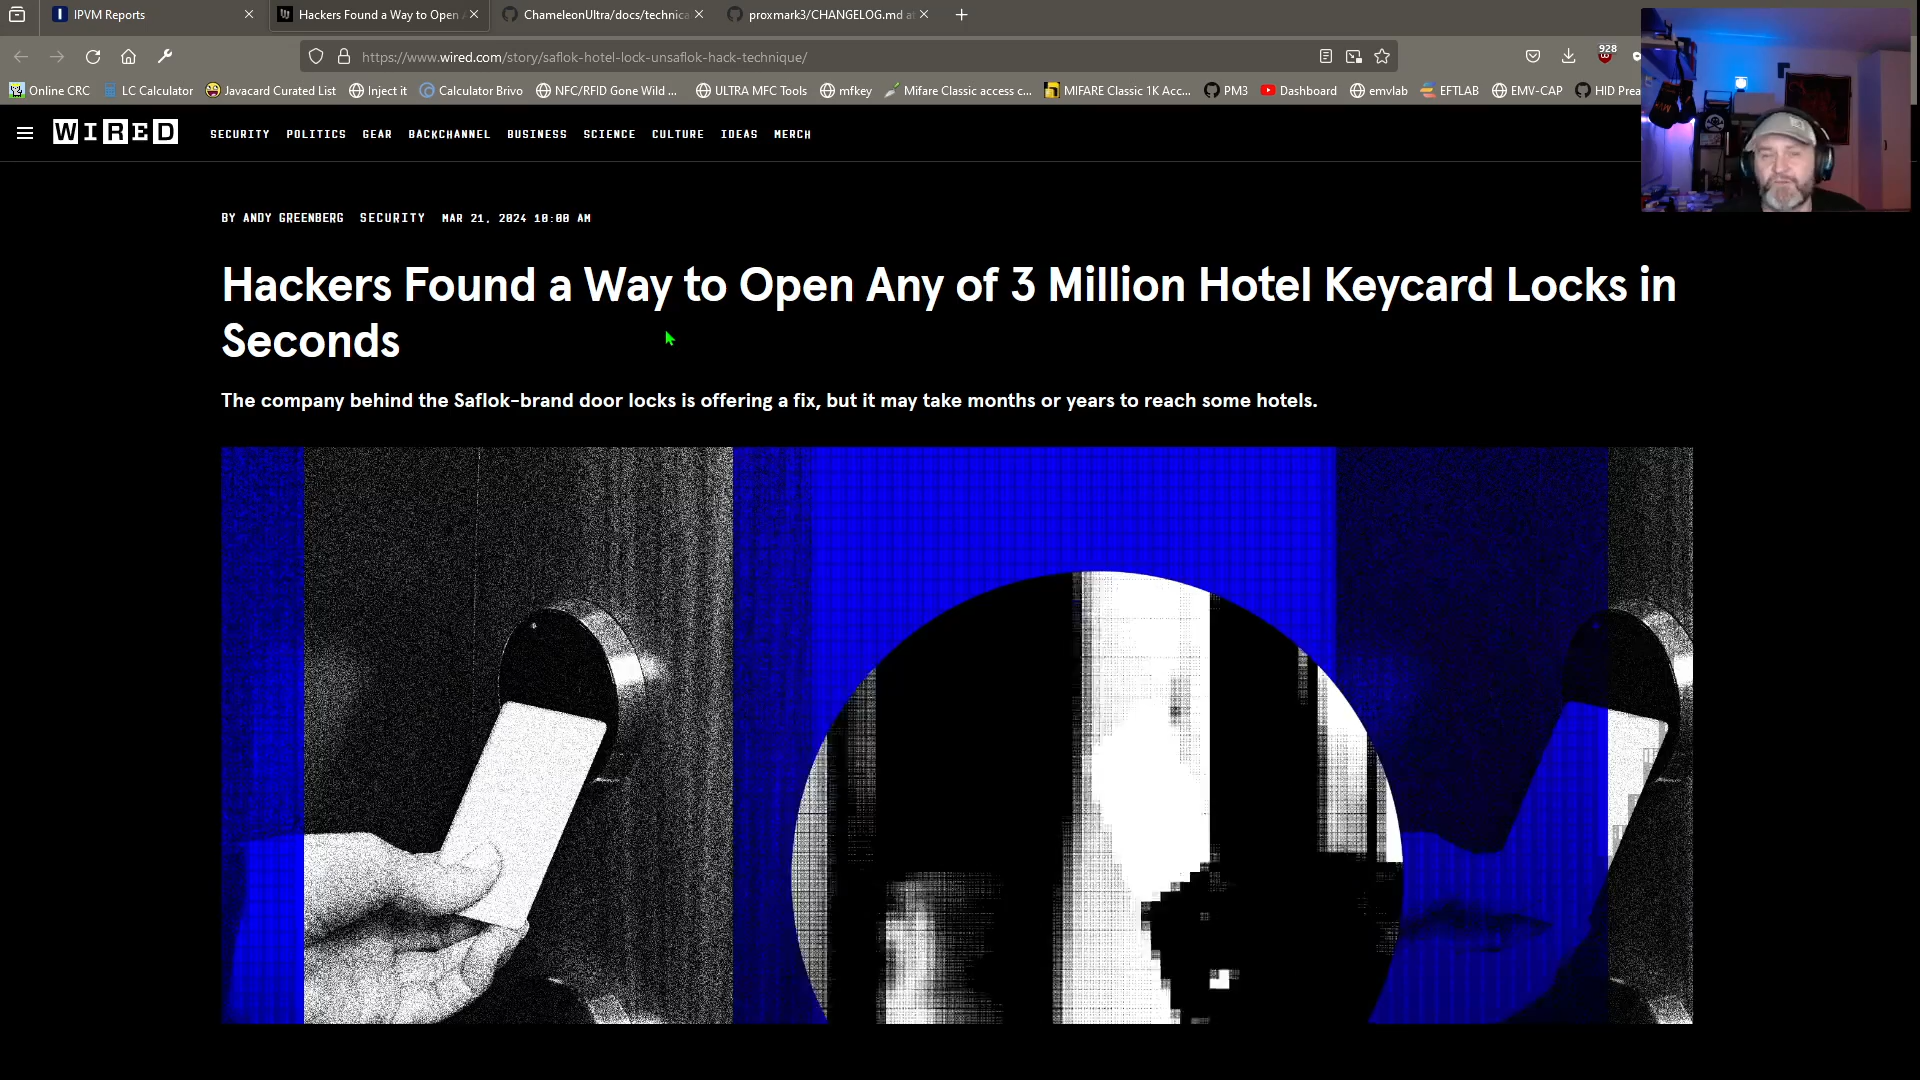 IPVM Reports
Hackers Found a Way to Open
ChameleonUltra/docs/technica
proxmark3/CHANGELOG.md at
https://www.wired.com/story/saflok-hotel-lock-unsaflok-hack-technique/
928
Online CRC LC Calculator Javacard Curated List Inject it Calculator Brivo NFC/RFID Gone Wild ... ULTRA MFC Tools mfkey Mifare Classic access c... MIFARE Classic 1K Acc... PM3 Dashboard emvlab EFTLAB EMV-CAP HID Prea
WIRED SECURITY POLITICS GEAR BACKCHANNEL BUSINESS SCIENCE CULTURE IDEAS MERCH
BY ANDY GREENBERG SECURITY MAR 21, 2024 10:00 AM
Hackers Found a Way to Open Any of 3 Million Hotel Keycard Locks in
Seconds
The company behind the Saflok-brand door locks is offering a fix, but it may take months or years to reach some hotels.